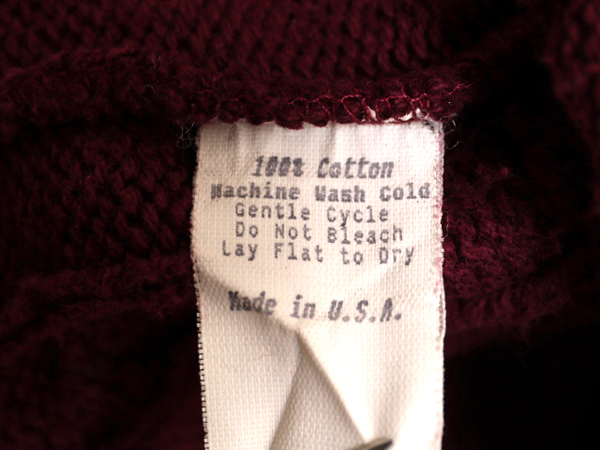 100% Cotton
Machine Wash Cold
Gentle Cycle
Do Not Bleach
Lay Flat to Dry
Made in U.S.A.